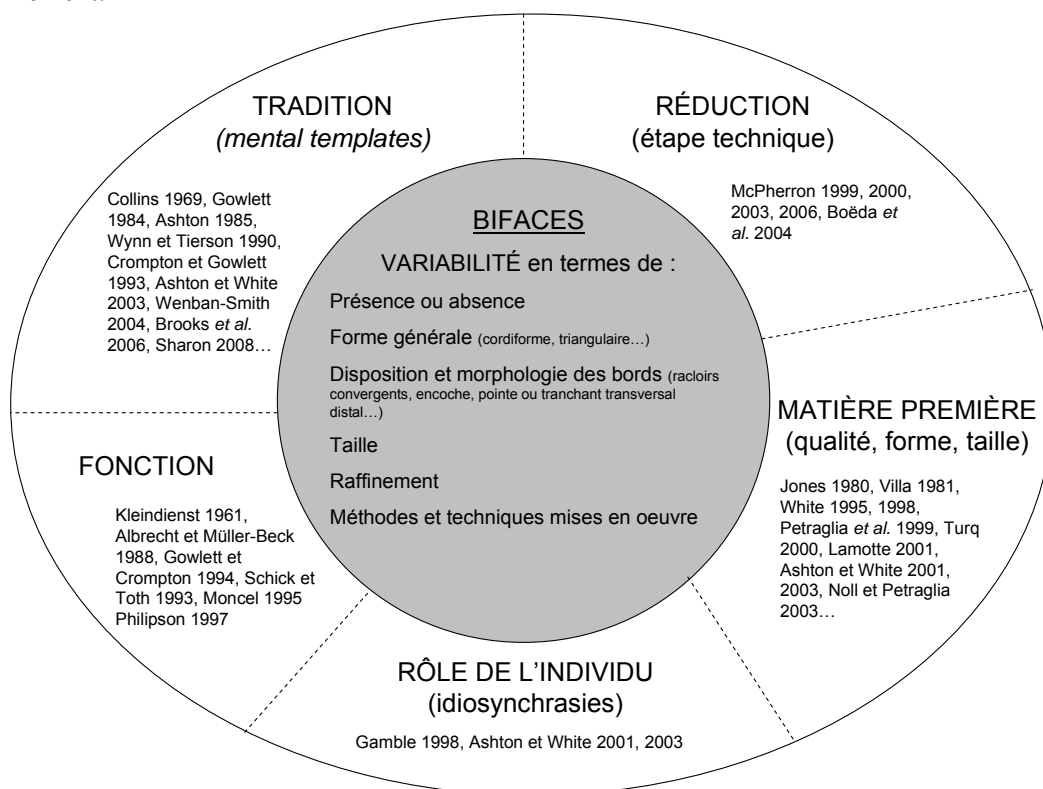 TRADITION
(mental templates)
Collins 1969, Gowlett
1984, Ashton 1985,
Wynn et Tierson 1990,
Crompton et Gowlett
1993, Ashton et White
2003, Wenban-Smith
2004, Brooks et al.
2006, Sharon 2008…
RÉDUCTION
(étape technique)
McPherron 1999, 2000,
2003, 2006, Boëda et
al. 2004
BIFACES
VARIABILITÉ en termes de :
Présence ou absence
Forme générale (cordiforme, triangulaire…)
Disposition et morphologie des bords (racloirs
convergents, encoche, pointe ou tranchant transversal
distal…)
Taille
Raffinement
Méthodes et techniques mises en oeuvre
MATIÈRE PREMIÈRE
(qualité, forme, taille)
Jones 1980, Villa 1981,
White 1995, 1998,
Petraglia et al. 1999, Turq
2000, Lamotte 2001,
Ashton et White 2001,
2003, Noll et Petraglia
2003…
FONCTION
Kleindienst 1961,
Albrecht et Müller-Beck
1988, Gowlett et
Crompton 1994, Schick et
Toth 1993, Moncel 1995
Philipson 1997
RÔLE DE L'INDIVIDU
(idiosynchrasies)
Gamble 1998, Ashton et White 2001, 2003